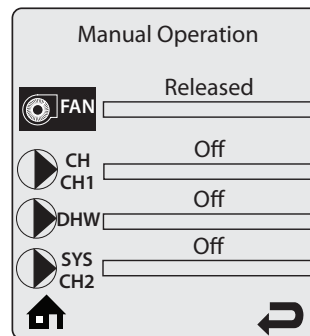 Manual Operation
Released
FAN
Off
CH
CH1
Off
DHW
Off
SYS
CH2